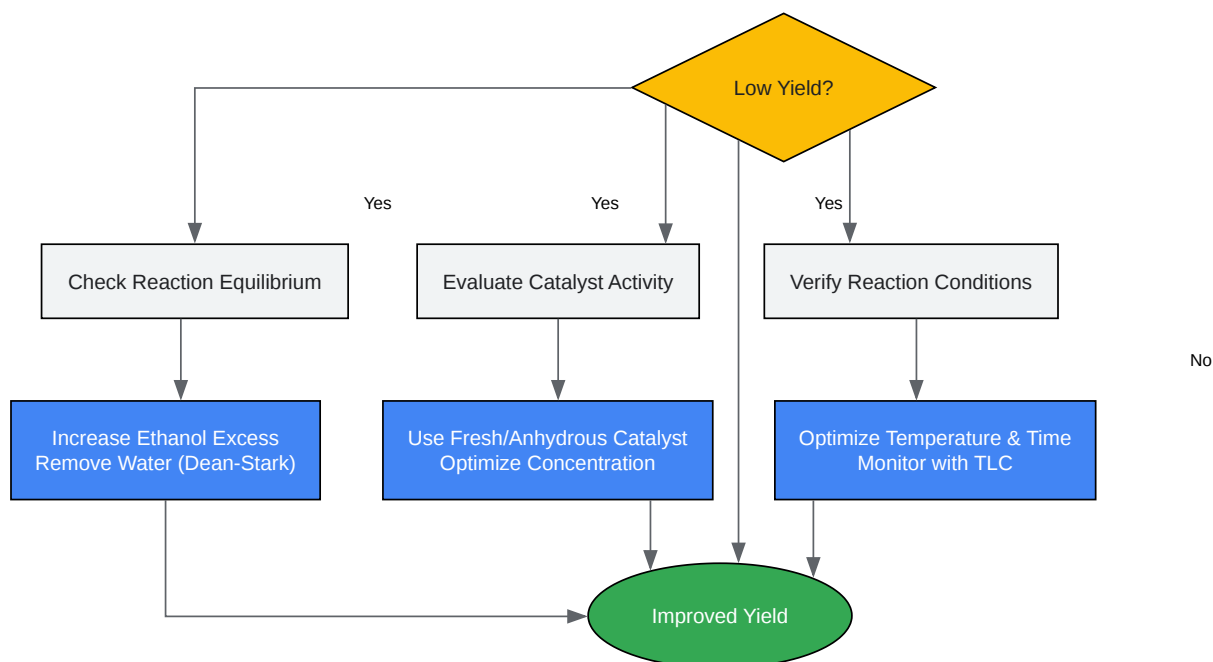 Low Yield?
Yes
Yes
Yes
Check Reaction Equilibrium
Evaluate Catalyst Activity
Verify Reaction Conditions
No
Increase Ethanol Excess
Remove Water (Dean-Stark)
Use Fresh/Anhydrous Catalyst
Optimize Concentration
Optimize Temperature & Time
Monitor with TLC
Improved Yield